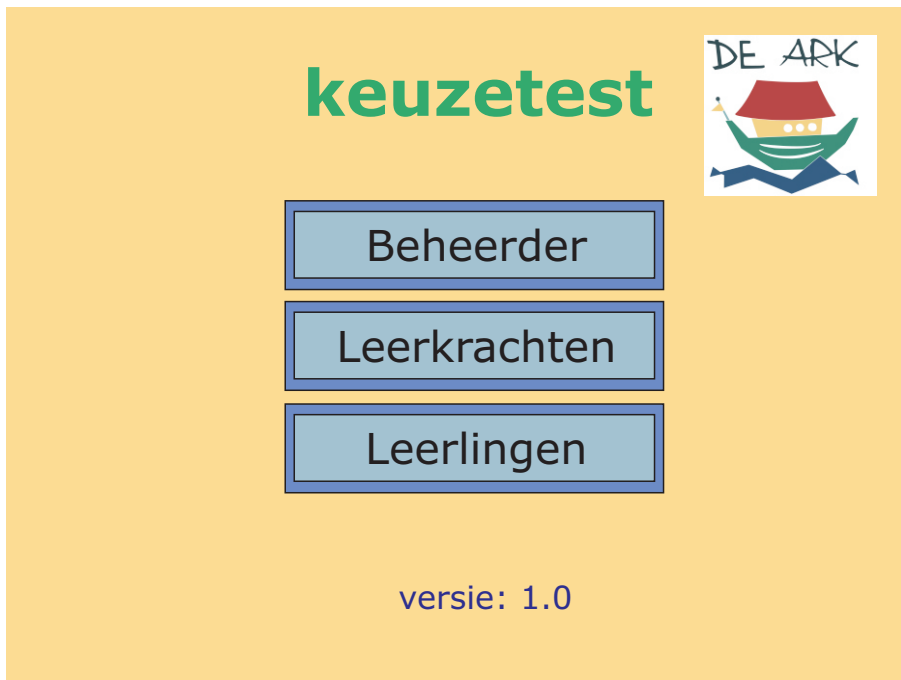 keuzetest
DE ARK
Beheerder
Leerkrachten
Leerlingen
versie: 1.0